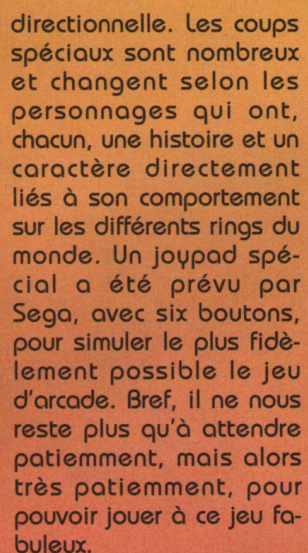 directionnelle. Les coups
spéciaux sont nombreux
et changent selon les
personnages qui ont,
chacun, une histoire et un
caractère directement
liés à son comportement
sur les différents rings du
monde. Un joypad spé-
cial a été prévu par
Sega, avec six boutons,
pour simuler le plus fidè-
lement possible le jeu
d'arcade. Bref, il ne nous
reste plus qu'à attendre
patiemment, mais alors
très patiemment, pour
pouvoir jouer à ce jeu fa-
buleux.